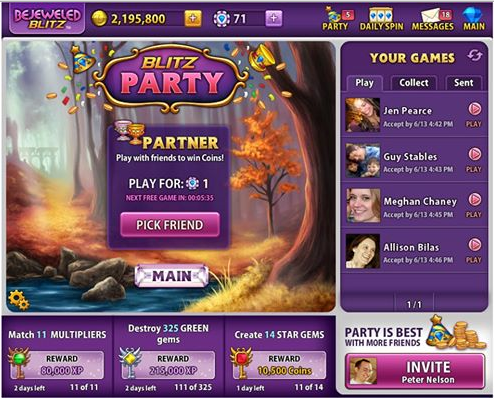 BEJEWELED
BLITZ
2,195,800 +
71 +
PARTY 5
DAILY SPIN
MESSAGES 18
MAIN
BLITZ
PARTY
PARTNER
Play with friends to win Coins!
PLAY FOR: 1
NEXT FREE GAME IN: 00:05:35
PICK FRIEND
MAIN
YOUR GAMES
Play Collect Sent
Jen Pearce
Accept by 6/13 4:42 PM PLAY
Guy Stables
Accept by 6/13 4:43 PM PLAY
Meghan Chaney
Accept by 6/13 4:45 PM PLAY
Allison Bilas
Accept by 6/13 4:46 PM PLAY
1/1
Match 11 MULTIPLIERS
REWARD
80,000 XP
2 days left 11 of 11
Destroy 325 GREEN
gems
REWARD
215,000 XP
2 days left 111 of 325
Create 14 STAR GEMS
REWARD
10,500 Coins
1 day left 11 of 14
PARTY IS BEST
WITH MORE FRIENDS
INVITE
Peter Nelson